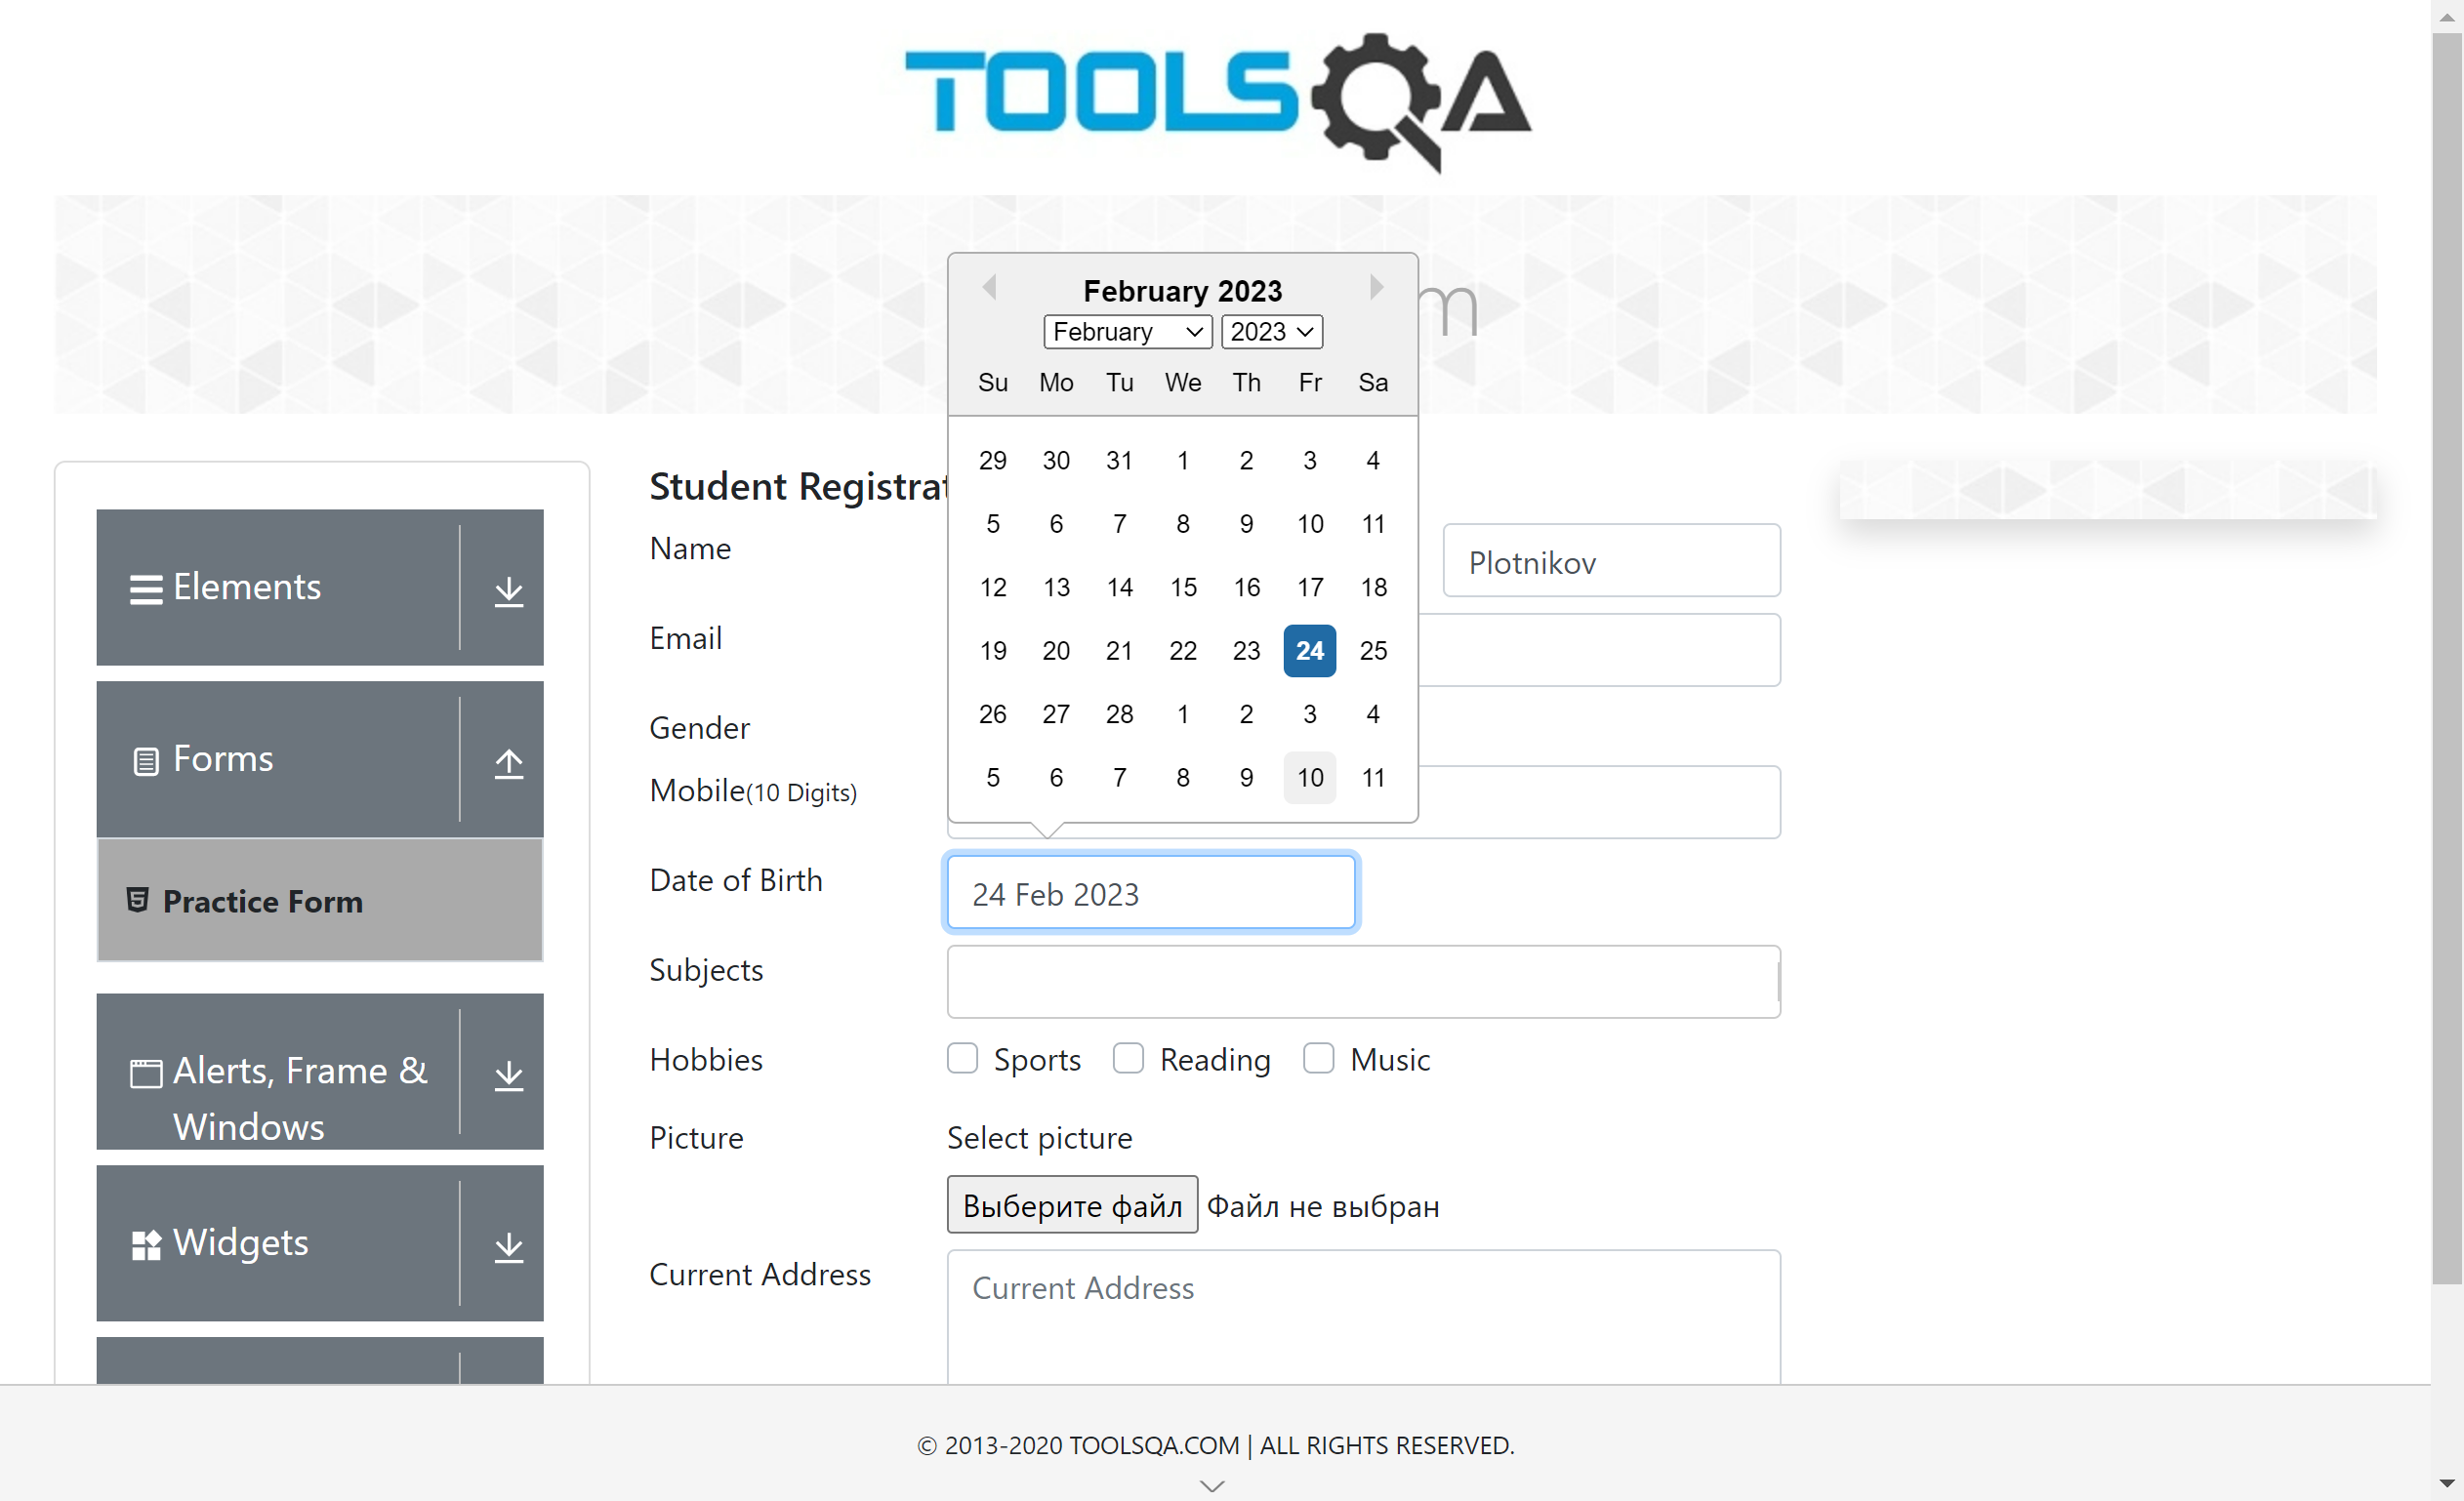 TOOLSQA
m
February 2023
February 2023
Su Mo Tu We Th Fr Sa
29 30 31 1 2 3 4
5 6 7 8 9 10 11
12 13 14 15 16 17 18
19 20 21 22 23 24 25
26 27 28 1 2 3 4
5 6 7 8 9 10 11
Elements
Forms
Practice Form
Alerts, Frame &
Windows
Widgets
Student Registrat
Name
Plotnikov
Email
Gender
Mobile(10 Digits)
Date of Birth
24 Feb 2023
Subjects
Hobbies
Sports Reading Music
Picture
Select picture
Выберите файл Файл не выбран
Current Address
Current Address
© 2013-2020 TOOLSQA.COM | ALL RIGHTS RESERVED.